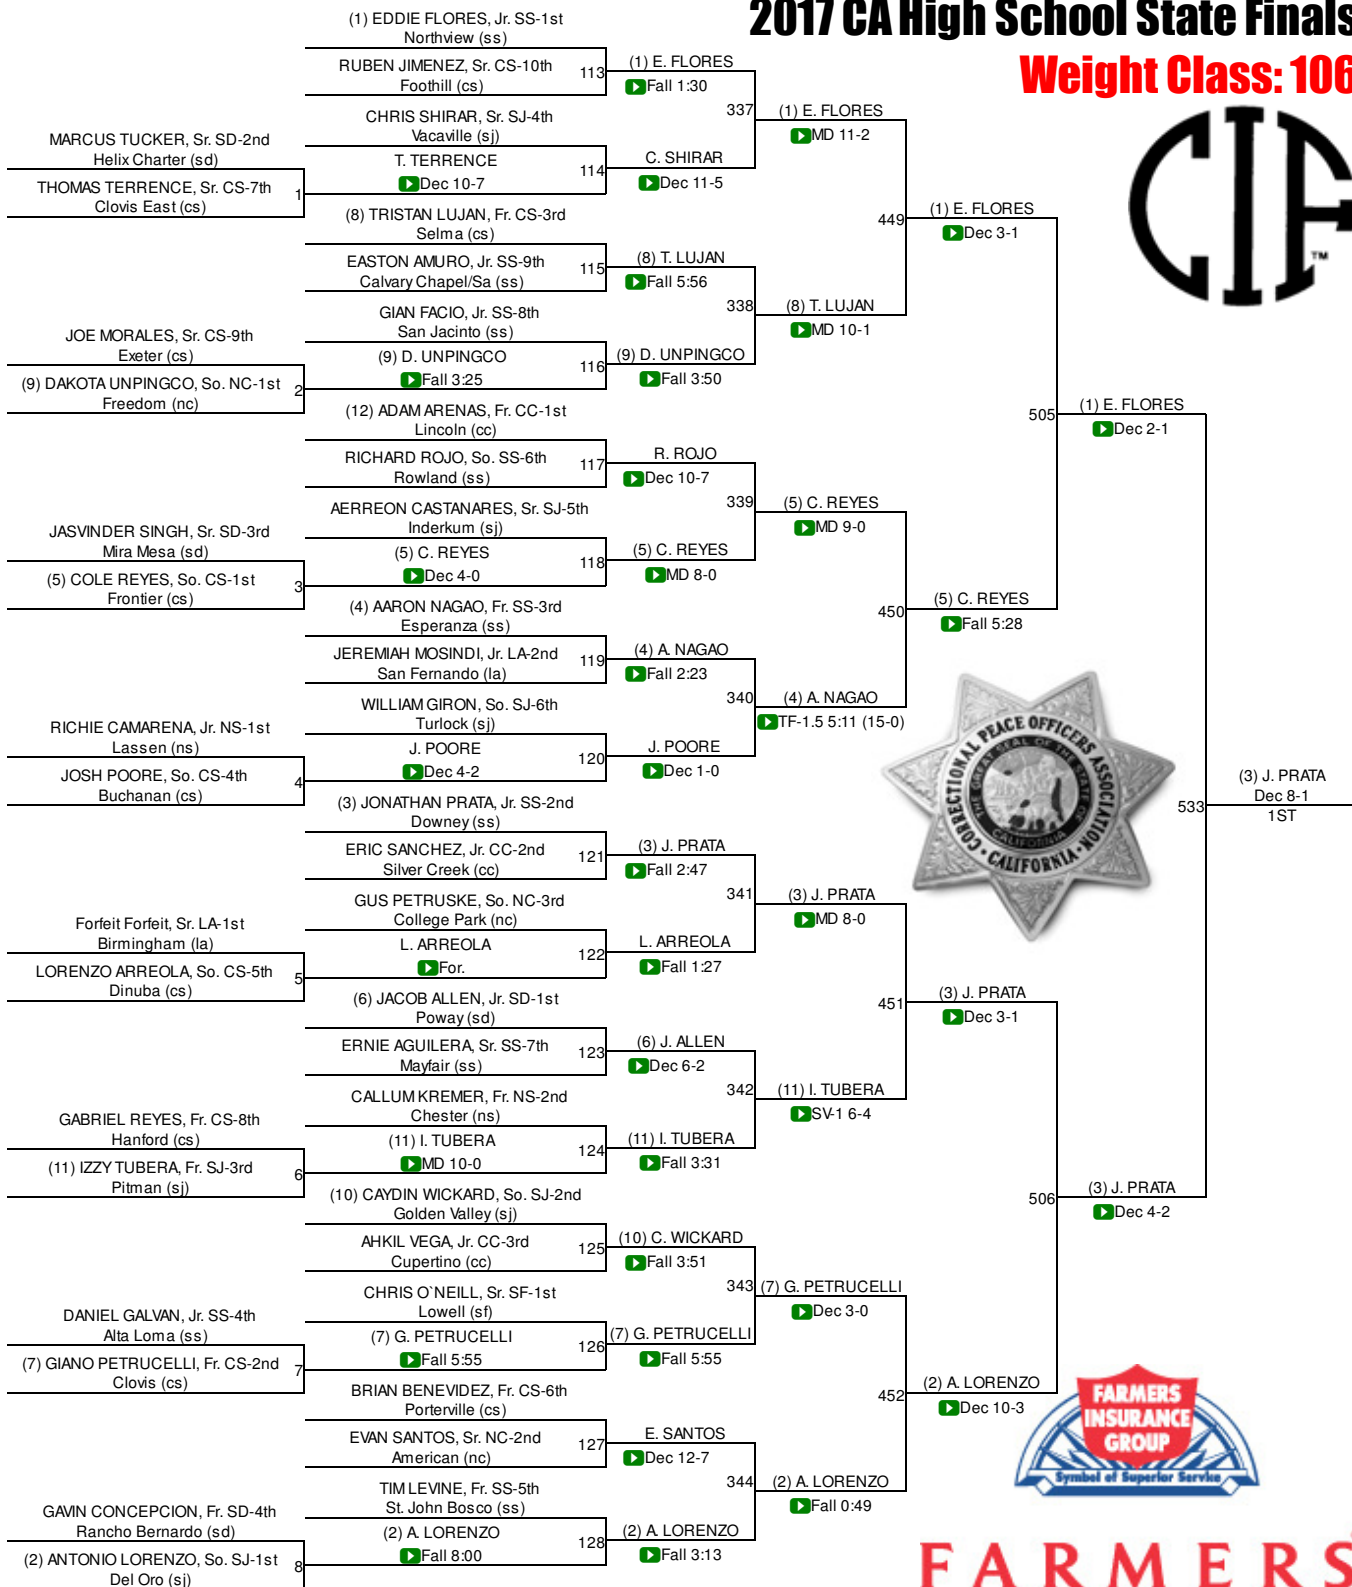 2017 CA High School State Finals
Weight Class: 106
CIF
TM
MARCUS TUCKER, Sr. SD-2nd
Helix Charter (sd)
THOMAS TERRENCE, Sr. CS-7th
Clovis East (cs)
1
JOE MORALES, Sr. CS-9th
Exeter (cs)
(9) DAKOTA UNPINGCO, So. NC-1st
Freedom (nc)
2
JASVINDER SINGH, Sr. SD-3rd
Mira Mesa (sd)
(5) COLE REYES, So. CS-1st
Frontier (cs)
3
RICHIE CAMARENA, Jr. NS-1st
Lassen (ns)
JOSH POORE, So. CS-4th
Buchanan (cs)
4
Forfeit Forfeit, Sr. LA-1st
Birmingham (la)
LORENZO ARREOLA, So. CS-5th
Dinuba (cs)
5
GABRIEL REYES, Fr. CS-8th
Hanford (cs)
(11) IZZY TUBERA, Fr. SJ-3rd
Pitman (sj)
6
DANIEL GALVAN, Jr. SS-4th
Alta Loma (ss)
(7) GIANO PETRUCELLI, Fr. CS-2nd
Clovis (cs)
7
GAVIN CONCEPCION, Fr. SD-4th
Rancho Bernardo (sd)
(2) ANTONIO LORENZO, So. SJ-1st
Del Oro (sj)
8
(1) EDDIE FLORES, Jr. SS-1st
Northview (ss)
RUBEN JIMENEZ, Sr. CS-10th
Foothill (cs)
113
CHRIS SHIRAR, Sr. SJ-4th
Vacaville (sj)
T. TERRENCE
Dec 10-7
114
(8) TRISTAN LUJAN, Fr. CS-3rd
Selma (cs)
EASTON AMURO, Jr. SS-9th
Calvary Chapel/Sa (ss)
115
GIAN FACIO, Jr. SS-8th
San Jacinto (ss)
(9) D. UNPINGCO
Fall 3:25
116
(12) ADAM ARENAS, Fr. CC-1st
Lincoln (cc)
RICHARD ROJO, So. SS-6th
Rowland (ss)
117
AERREON CASTANARES, Sr. SJ-5th
Inderkum (sj)
(5) C. REYES
Dec 4-0
118
(4) AARON NAGAO, Fr. SS-3rd
Esperanza (ss)
JEREMIAH MOSINDI, Jr. LA-2nd
San Fernando (la)
119
WILLIAM GIRON, So. SJ-6th
Turlock (sj)
J. POORE
Dec 4-2
120
(3) JONATHAN PRATA, Jr. SS-2nd
Downey (ss)
ERIC SANCHEZ, Jr. CC-2nd
Silver Creek (cc)
121
GUS PETRUSKE, So. NC-3rd
College Park (nc)
L. ARREOLA
For.
122
(6) JACOB ALLEN, Jr. SD-1st
Poway (sd)
ERNIE AGUILERA, Sr. SS-7th
Mayfair (ss)
123
CALLUM KREMER, Fr. NS-2nd
Chester (ns)
(11) I. TUBERA
MD 10-0
124
(10) CAYDIN WICKARD, So. SJ-2nd
Golden Valley (sj)
AHKIL VEGA, Jr. CC-3rd
Cupertino (cc)
125
CHRIS O`NEILL, Sr. SF-1st
Lowell (sf)
(7) G. PETRUCELLI
Fall 5:55
126
BRIAN BENEVIDEZ, Fr. CS-6th
Porterville (cs)
EVAN SANTOS, Sr. NC-2nd
American (nc)
127
TIM LEVINE, Fr. SS-5th
St. John Bosco (ss)
(2) A. LORENZO
Fall 8:00
128
(1) E. FLORES
Fall 1:30
337
C. SHIRAR
Dec 11-5
(8) T. LUJAN
Fall 5:56
338
(9) D. UNPINGCO
Fall 3:50
R. ROJO
Dec 10-7
339
(5) C. REYES
MD 8-0
(4) A. NAGAO
Fall 2:23
340
J. POORE
Dec 1-0
(3) J. PRATA
Fall 2:47
341
L. ARREOLA
Fall 1:27
(6) J. ALLEN
Dec 6-2
342
(11) I. TUBERA
Fall 3:31
(10) C. WICKARD
Fall 3:51
343
(7) G. PETRUCELLI
Fall 5:55
E. SANTOS
Dec 12-7
344
(2) A. LORENZO
Fall 3:13
(1) E. FLORES
MD 11-2
449
(8) T. LUJAN
MD 10-1
(5) C. REYES
MD 9-0
450
(4) A. NAGAO
TF-1.5 5:11 (15-0)
(3) J. PRATA
MD 8-0
451
(11) I. TUBERA
SV-1 6-4
(7) G. PETRUCELLI
Dec 3-0
452
(2) A. LORENZO
Fall 0:49
(1) E. FLORES
Dec 3-1
505
(5) C. REYES
Fall 5:28
(3) J. PRATA
Dec 3-1
506
(2) A. LORENZO
Dec 10-3
(1) E. FLORES
Dec 2-1
533
(3) J. PRATA
Dec 4-2
(3) J. PRATA
Dec 8-1
1ST
CORRECTIONAL PEACE OFFICERS ASSOCIATION
CALIFORNIA
THE GREAT SEAL OF THE STATE OF CALIFORNIA
FARMERS
INSURANCE
GROUP
Symbol of Superior Service
FARMERS